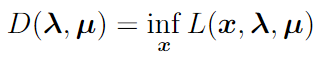 D(𝝀, 𝝁) = inf L(𝒙, 𝝀, 𝝁)
𝒙